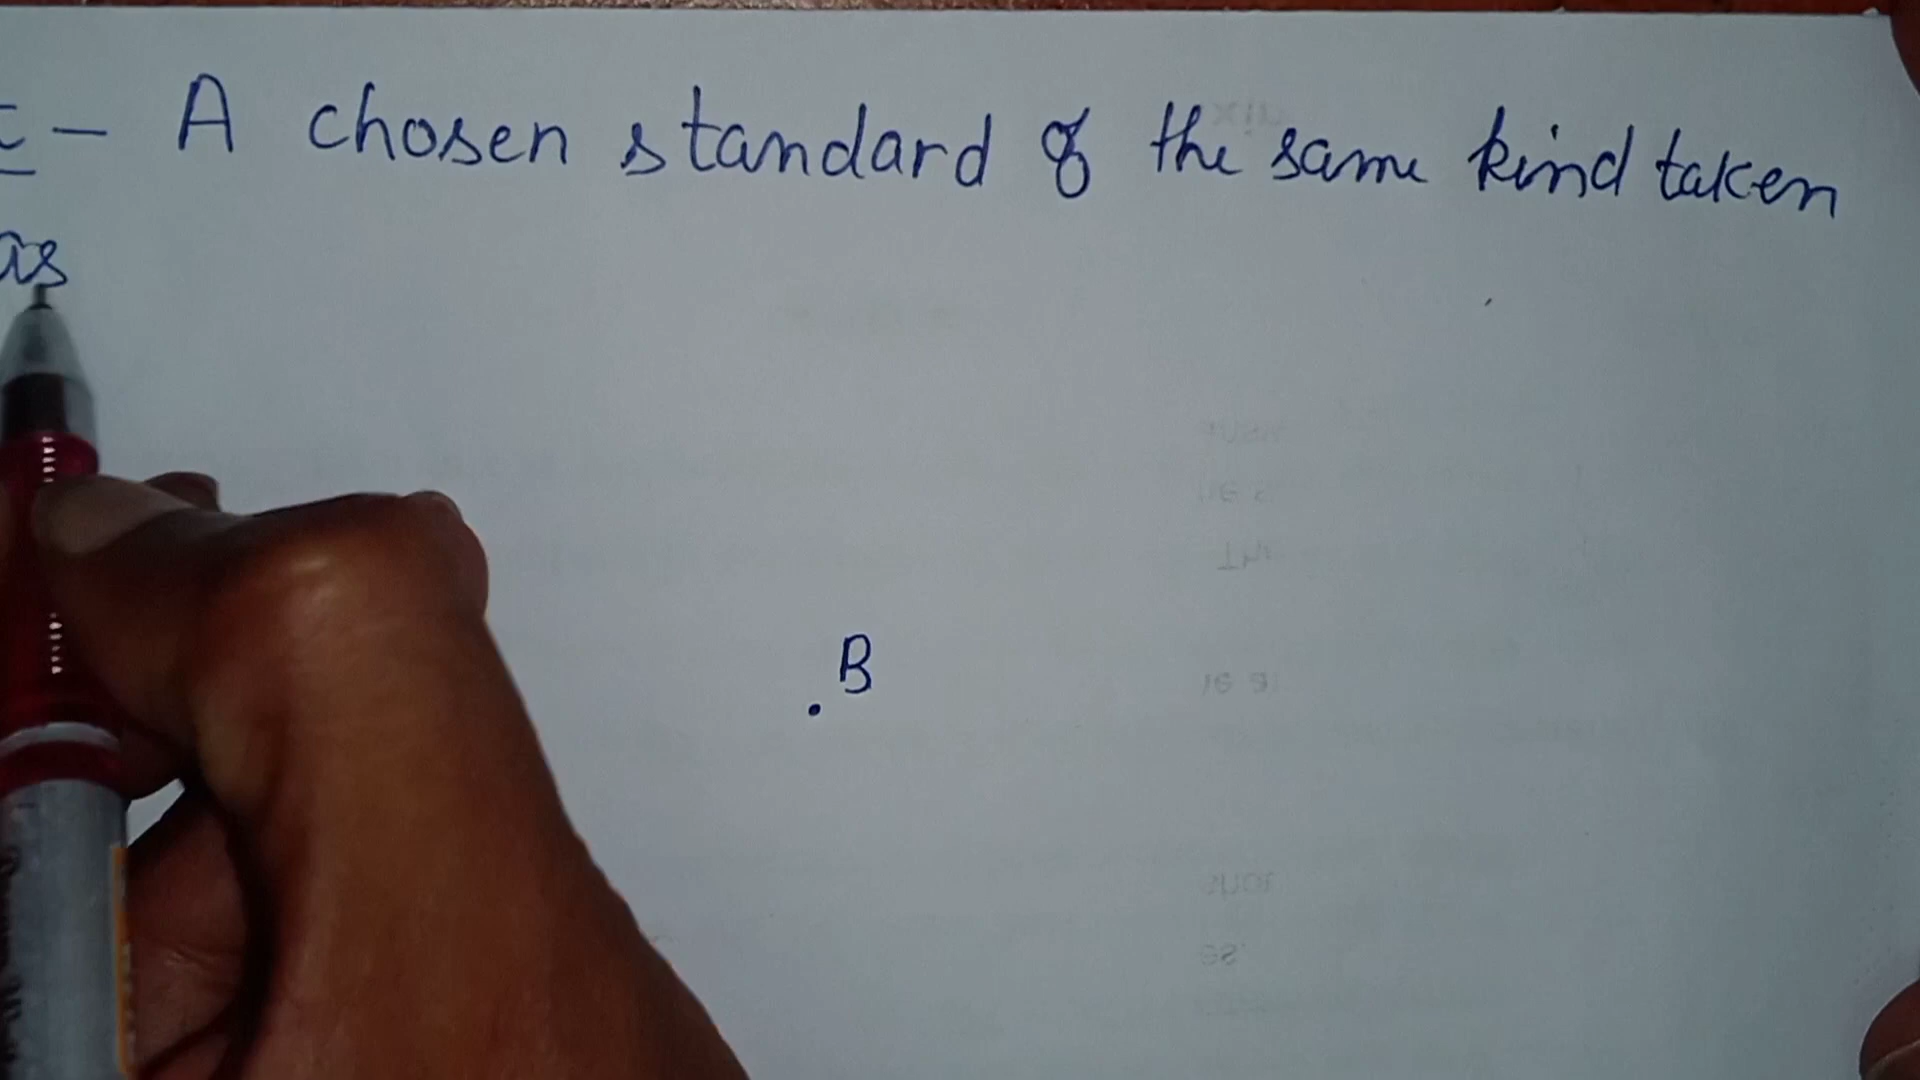 - A chosen standard of the same kind taken
as
B